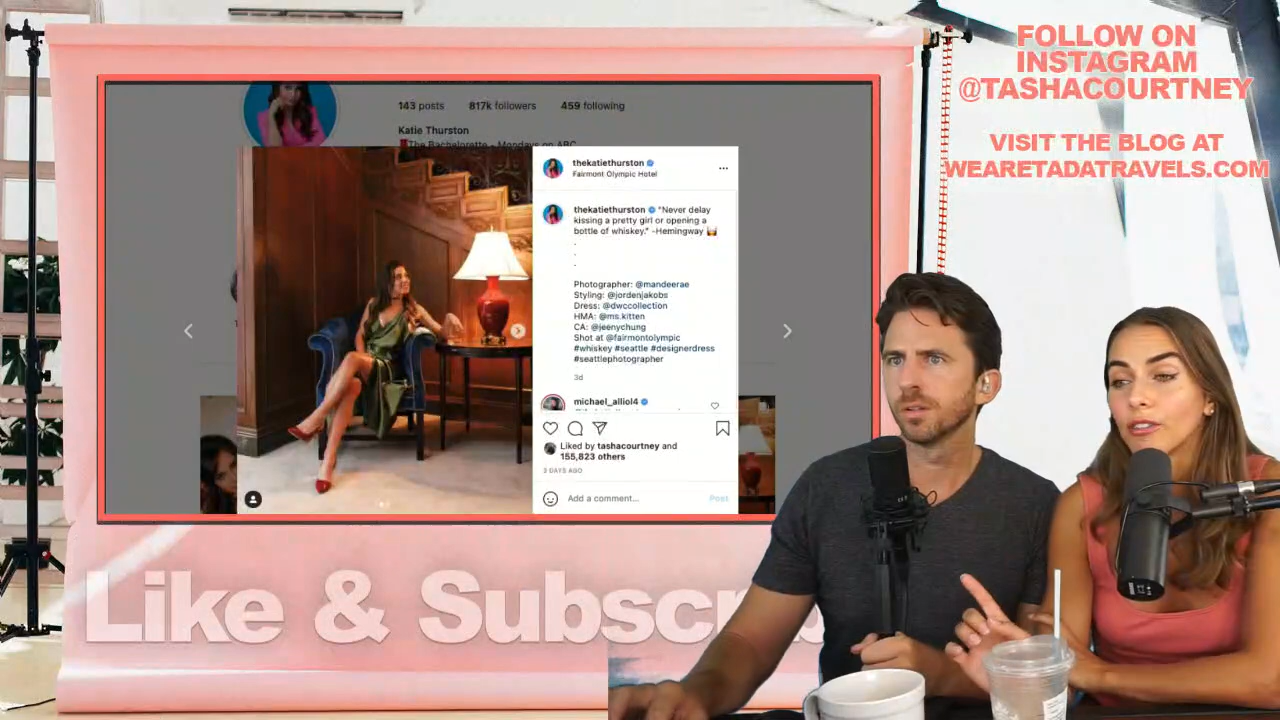 FOLLOW ON
INSTAGRAM
@TASHACOURTNEY
VISIT THE BLOG AT
WEARETADATRAVELS.COM
143 posts 817k followers 459 following
Katie Thurston
The Bachelorette - Mondays on ABC
thekatiethurston
Fairmont Olympic Hotel
thekatiethurston "Never delay
kissing a pretty girl or opening a
bottle of whiskey." -Hemingway
.
.
.
Photographer: @mandeerae
Styling: @jordenjakobs
Dress: @dwccollection
HMA: @ms.kitten
CA: @jeenychung
Shot at @fairmontolympic
#whiskey #seattle #designerdress
#seattlephotographer
3d
michael_alliol4
Liked by tashacourtney and
155,823 others
3 DAYS AGO
Add a comment... Post
Like & Subscr